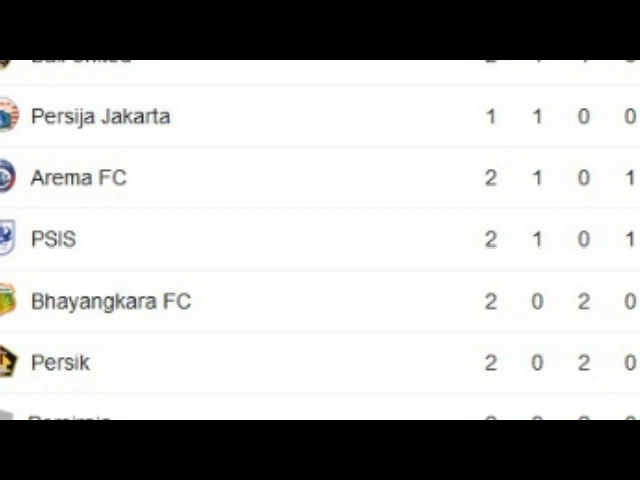 Persija Jakarta 1 1 0 0
Arema FC 2 1 0 1
PSIS 2 1 0 1
Bhayangkara FC 2 0 2 0
Persik 2 0 2 0